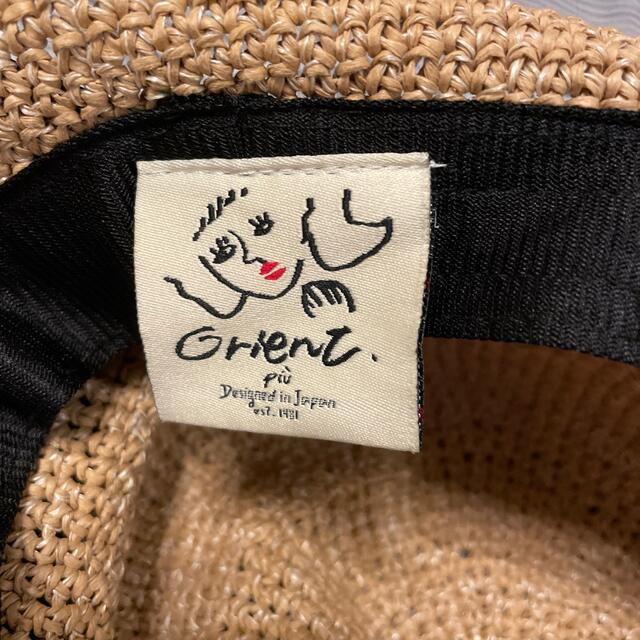 Orient.
più
Designed in Japan
est. 1981